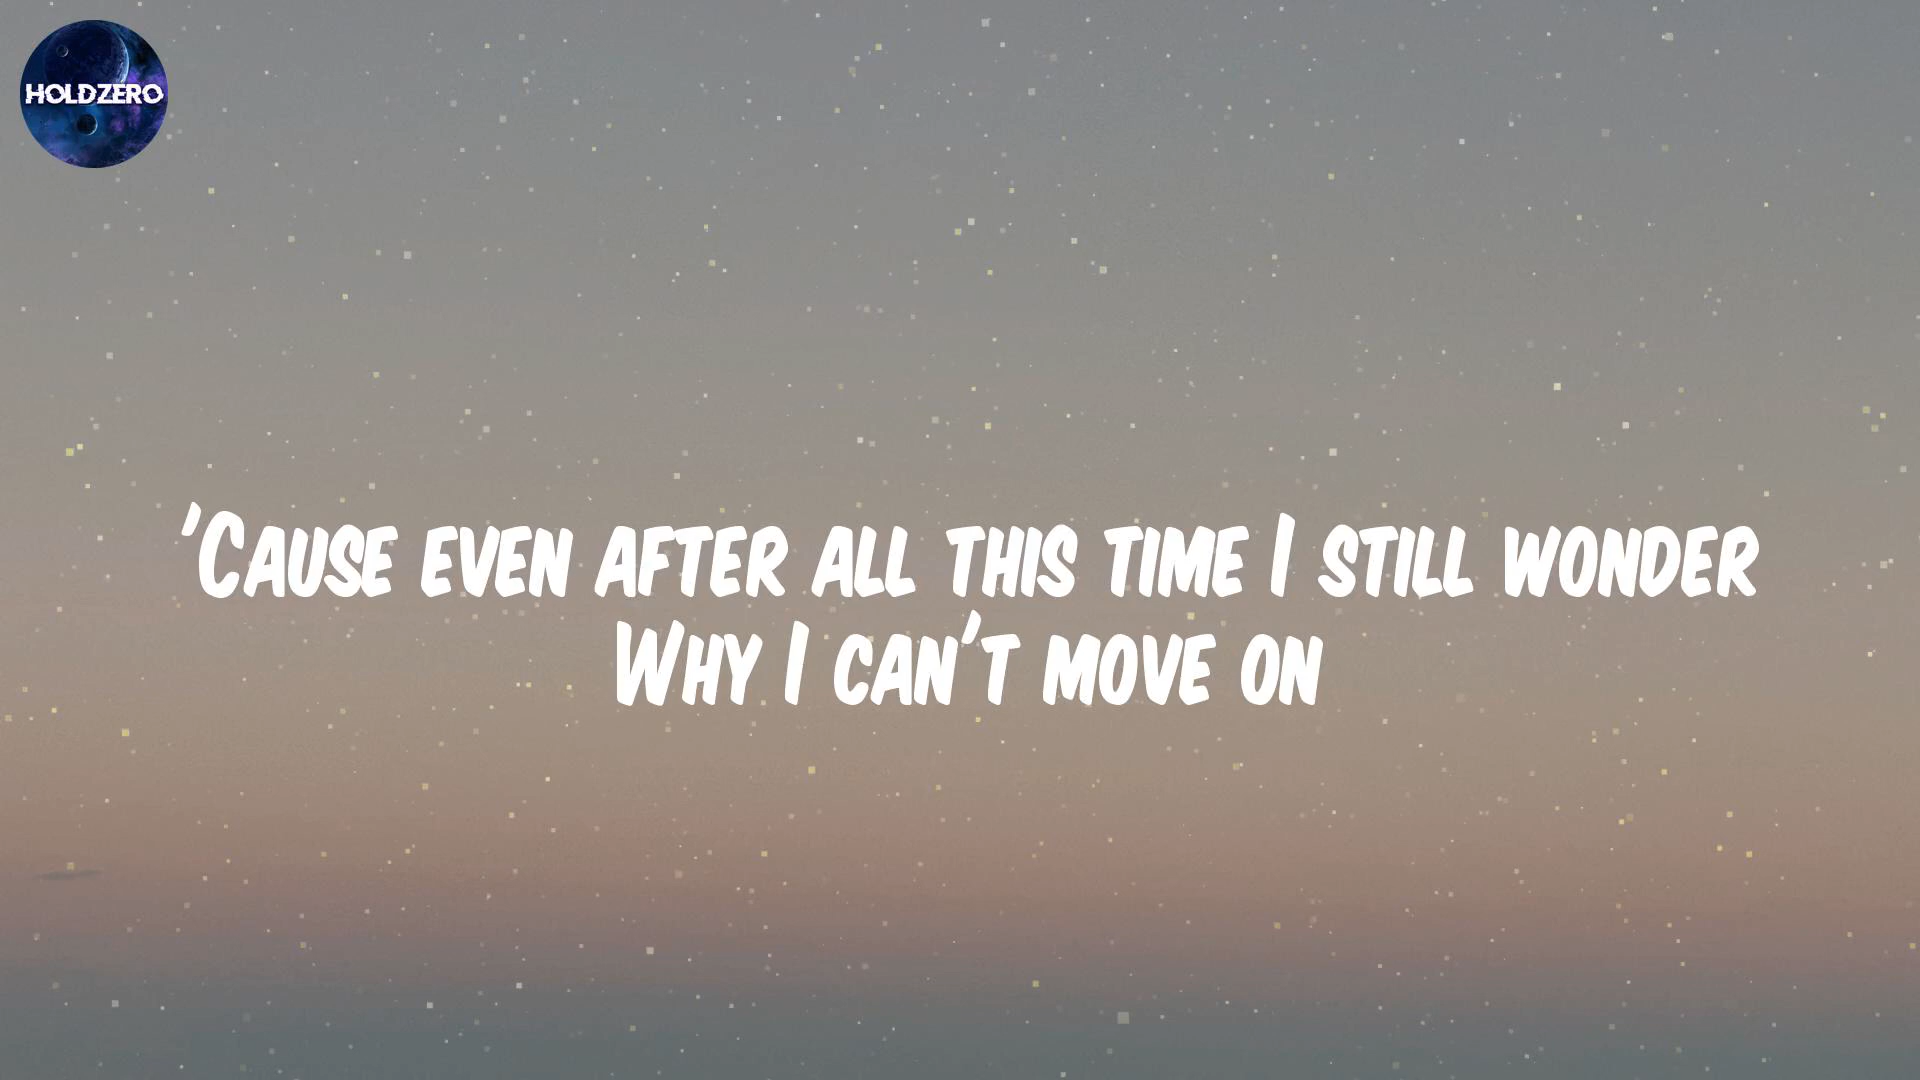 HOLDZERO
'Cause even after all this time I still wonder
Why I can't move on